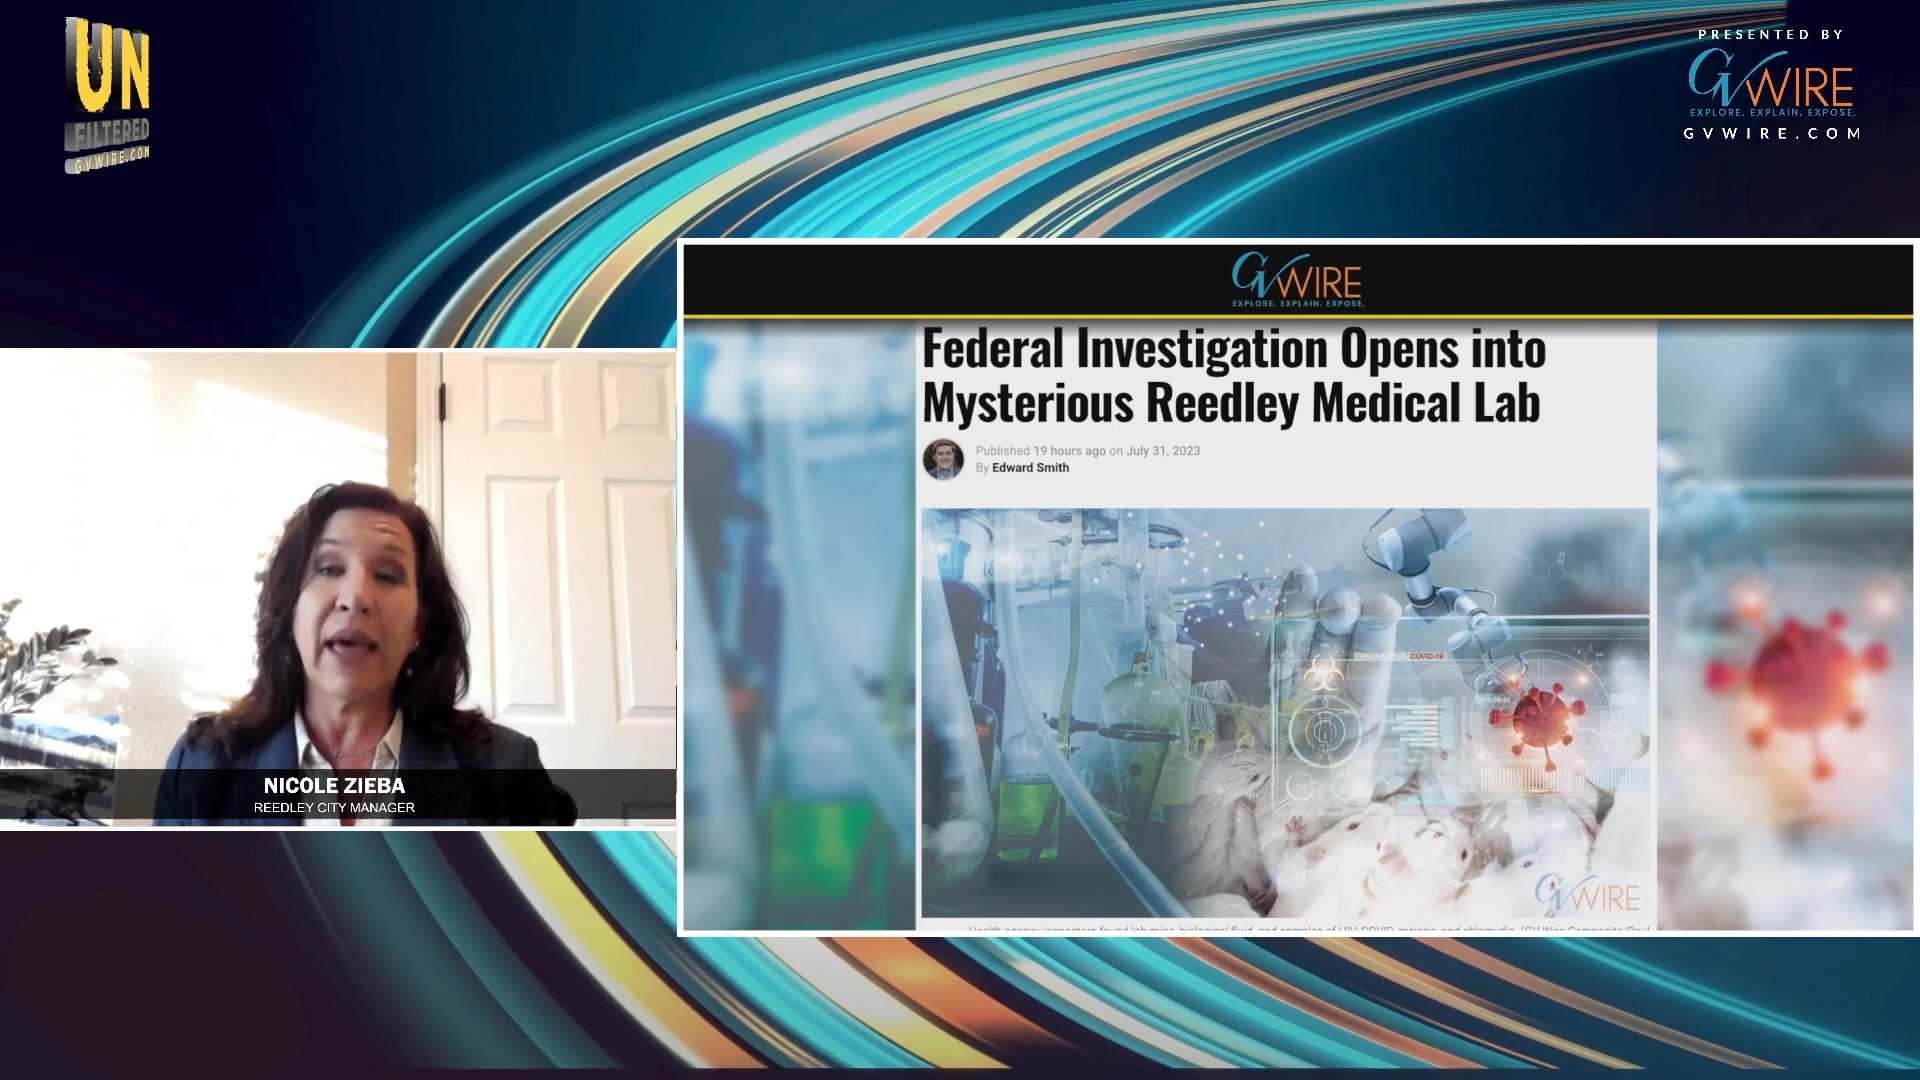 UN
FILTERED
GVWIRE.COM
PRESENTED BY
GVWIRE
EXPLORE. EXPLAIN. EXPOSE.
GVWIRE.COM
GVWIRE
EXPLORE. EXPLAIN. EXPOSE.
Federal Investigation Opens into
Mysterious Reedley Medical Lab
Published 19 hours ago on July 31, 2023
By Edward Smith
CORONAVIRUS COVID-19
GVWIRE
NICOLE ZIEBA
REEDLEY CITY MANAGER